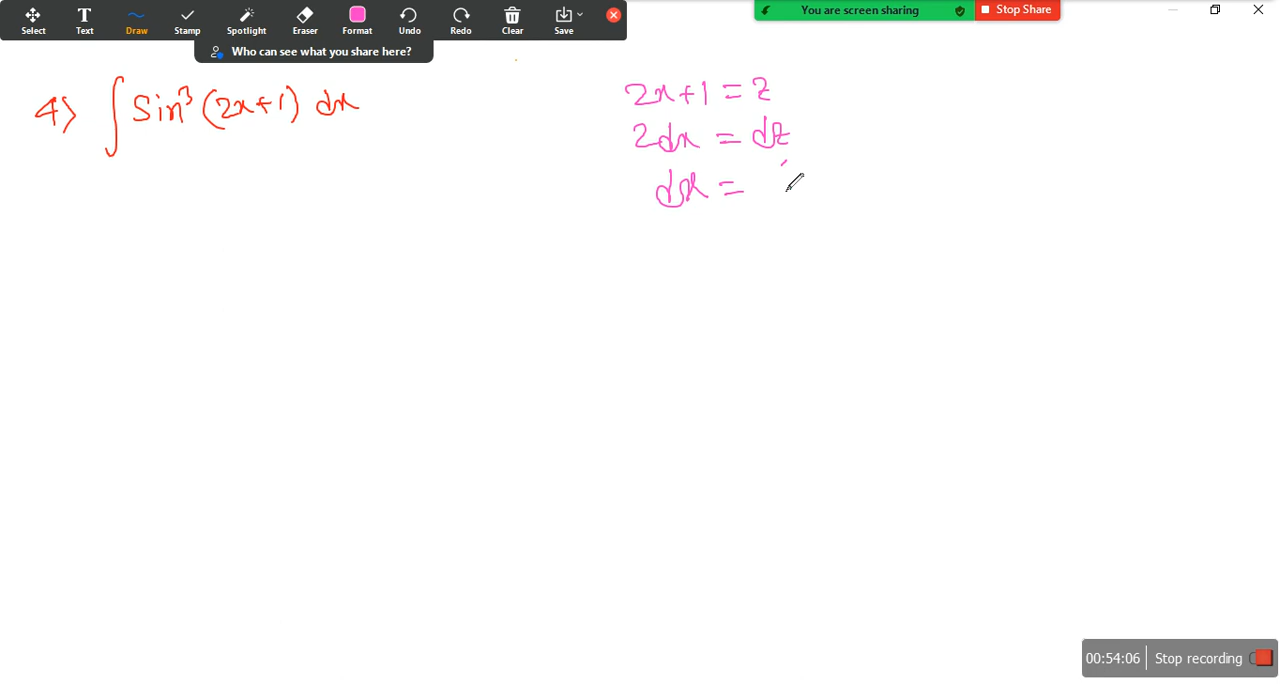 Select Text Draw Stamp Spotlight Eraser Format Undo Redo Clear Save
You are screen sharing Stop Share
Who can see what you share here?
4) ∫ Sin³ (2x+1) dx
2x+1 = z
2dx = dz
dx =
00:54:06 Stop recording